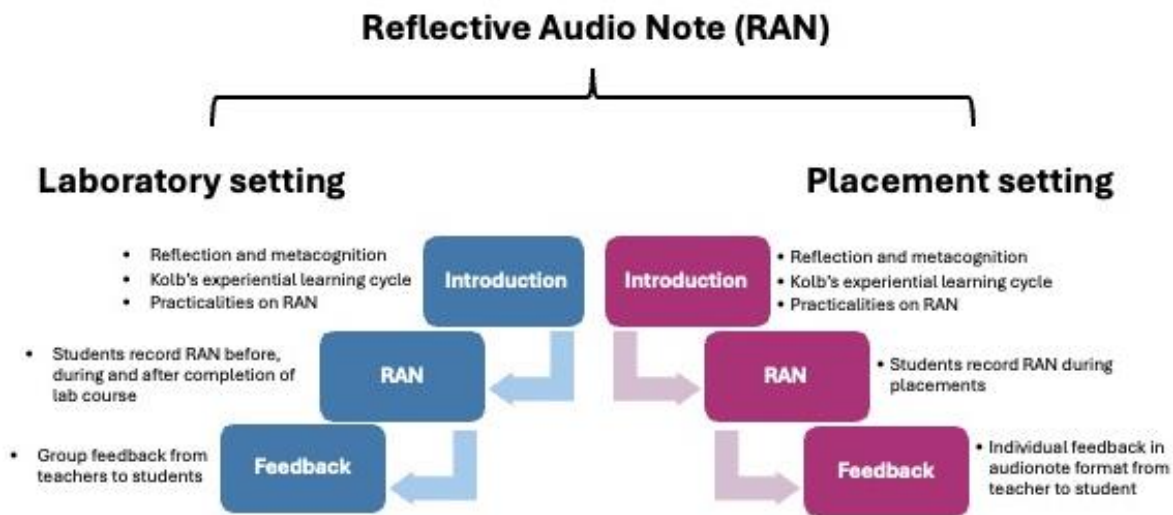 Reflective Audio Note (RAN)
Laboratory setting
Placement setting
• Reflection and metacognition
• Kolb's experiential learning cycle
• Practicalities on RAN
Introduction
Introduction
• Reflection and metacognition
• Kolb's experiential learning cycle
• Practicalities on RAN
• Students record RAN before,
during and after completion of
lab course
RAN
RAN
• Students record RAN during
placements
• Group feedback from
teachers to students
Feedback
Feedback
• Individual feedback in
audionote format from
teacher to student